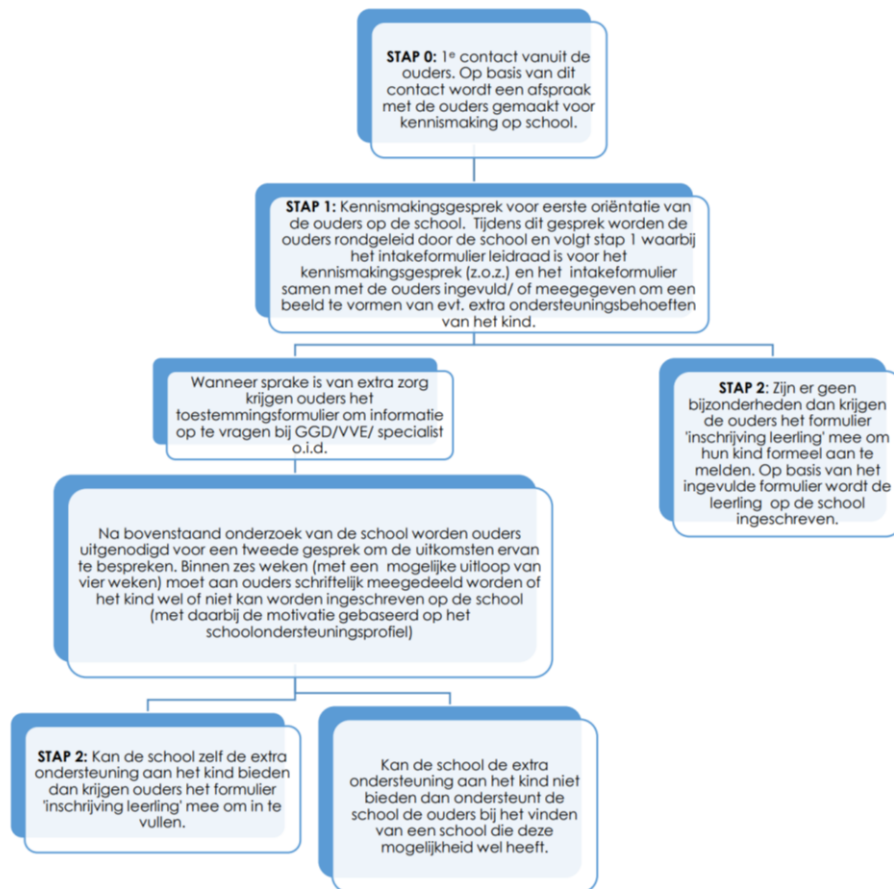 STAP 0: 1e contact vanuit de
ouders. Op basis van dit
contact wordt een afspraak
met de ouders gemaakt voor
kennismaking op school.
STAP 1: Kennismakingsgesprek voor eerste oriëntatie van
de ouders op de school. Tijdens dit gesprek worden de
ouders rondgeleid door de school en volgt stap 1 waarbij
het intakeformulier leidraad is voor het
kennismakingsgesprek (z.o.z.) en het intakeformulier
samen met de ouders ingevuld/ of meegegeven om een
beeld te vormen van evt. extra ondersteuningsbehoeften
van het kind.
Wanneer sprake is van extra zorg
krijgen ouders het
toestemmingsformulier om informatie
op te vragen bij GGD/VVE/ specialist
o.i.d.
STAP 2: Zijn er geen
bijzonderheden dan krijgen
de ouders het formulier
'inschrijving leerling' mee om
hun kind formeel aan te
melden. Op basis van het
ingevulde formulier wordt de
leerling op de school
ingeschreven.
Na bovenstaand onderzoek van de school worden ouders
uitgenodigd voor een tweede gesprek om de uitkomsten ervan
te bespreken. Binnen zes weken (met een mogelijke uitloop van
vier weken) moet aan ouders schriftelijk meegedeeld worden of
het kind wel of niet kan worden ingeschreven op de school
(met daarbij de motivatie gebaseerd op het
schoolondersteuningsprofiel)
STAP 2: Kan de school zelf de extra
ondersteuning aan het kind bieden
dan krijgen ouders het formulier
'inschrijving leerling' mee om in te
vullen.
Kan de school de extra
ondersteuning aan het kind niet
bieden dan ondersteunt de
school de ouders bij het vinden
van een school die deze
mogelijkheid wel heeft.